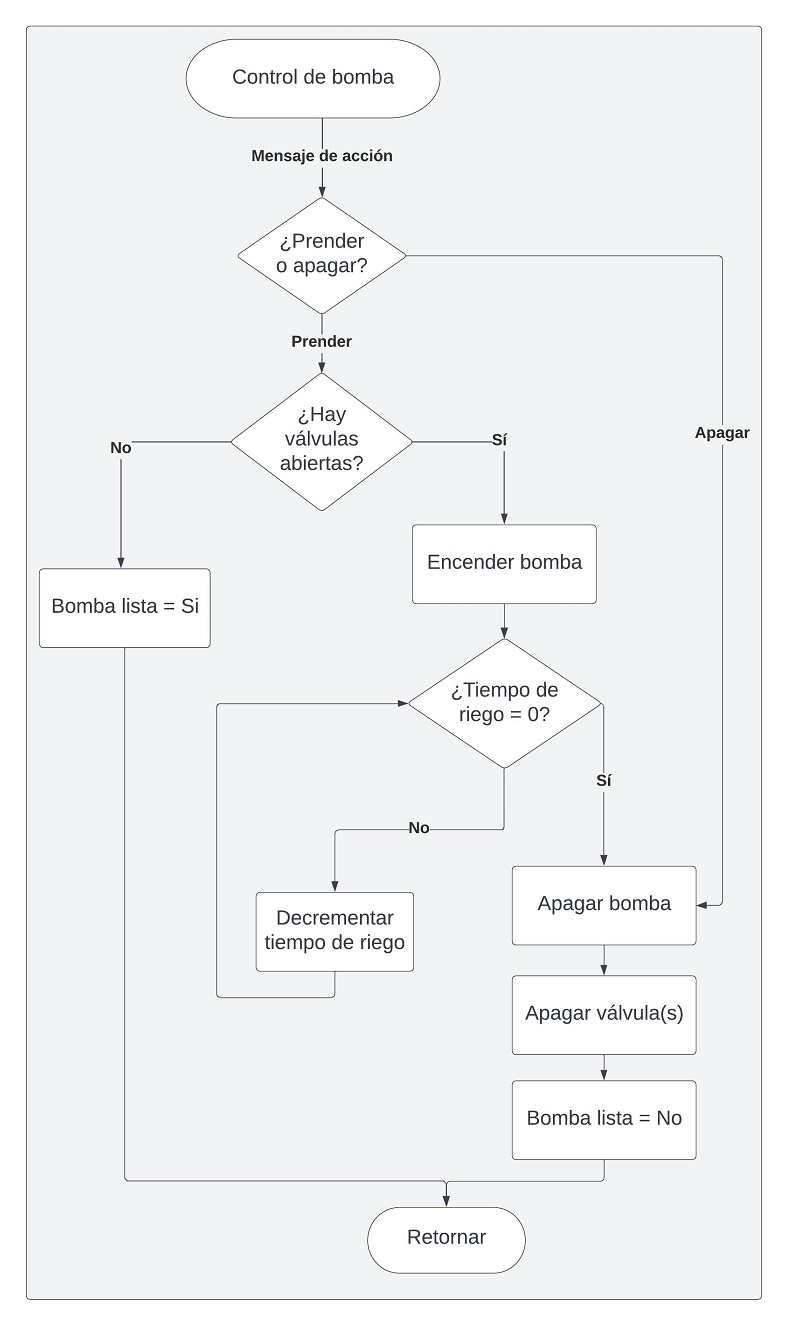 Control de bomba
Mensaje de acción
¿Prender
o apagar?
Prender
¿Hay
válvulas
abiertas?
No
Sí
Apagar
Encender bomba
Bomba lista = Si
¿Tiempo de
riego = 0?
Sí
No
Decrementar
tiempo de riego
Apagar bomba
Apagar válvula(s)
Bomba lista = No
Retornar